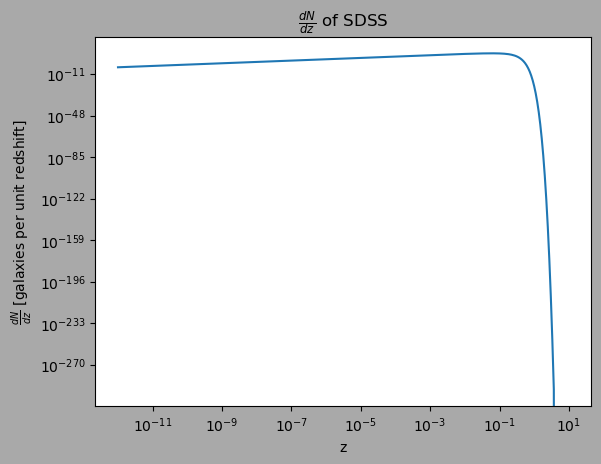 dN/dz of SDSS
dN/dz [galaxies per unit redshift]
10^-11
10^-48
10^-85
10^-122
10^-159
10^-196
10^-233
10^-270
10^-11 10^-9 10^-7 10^-5 10^-3 10^-1 10^1
z